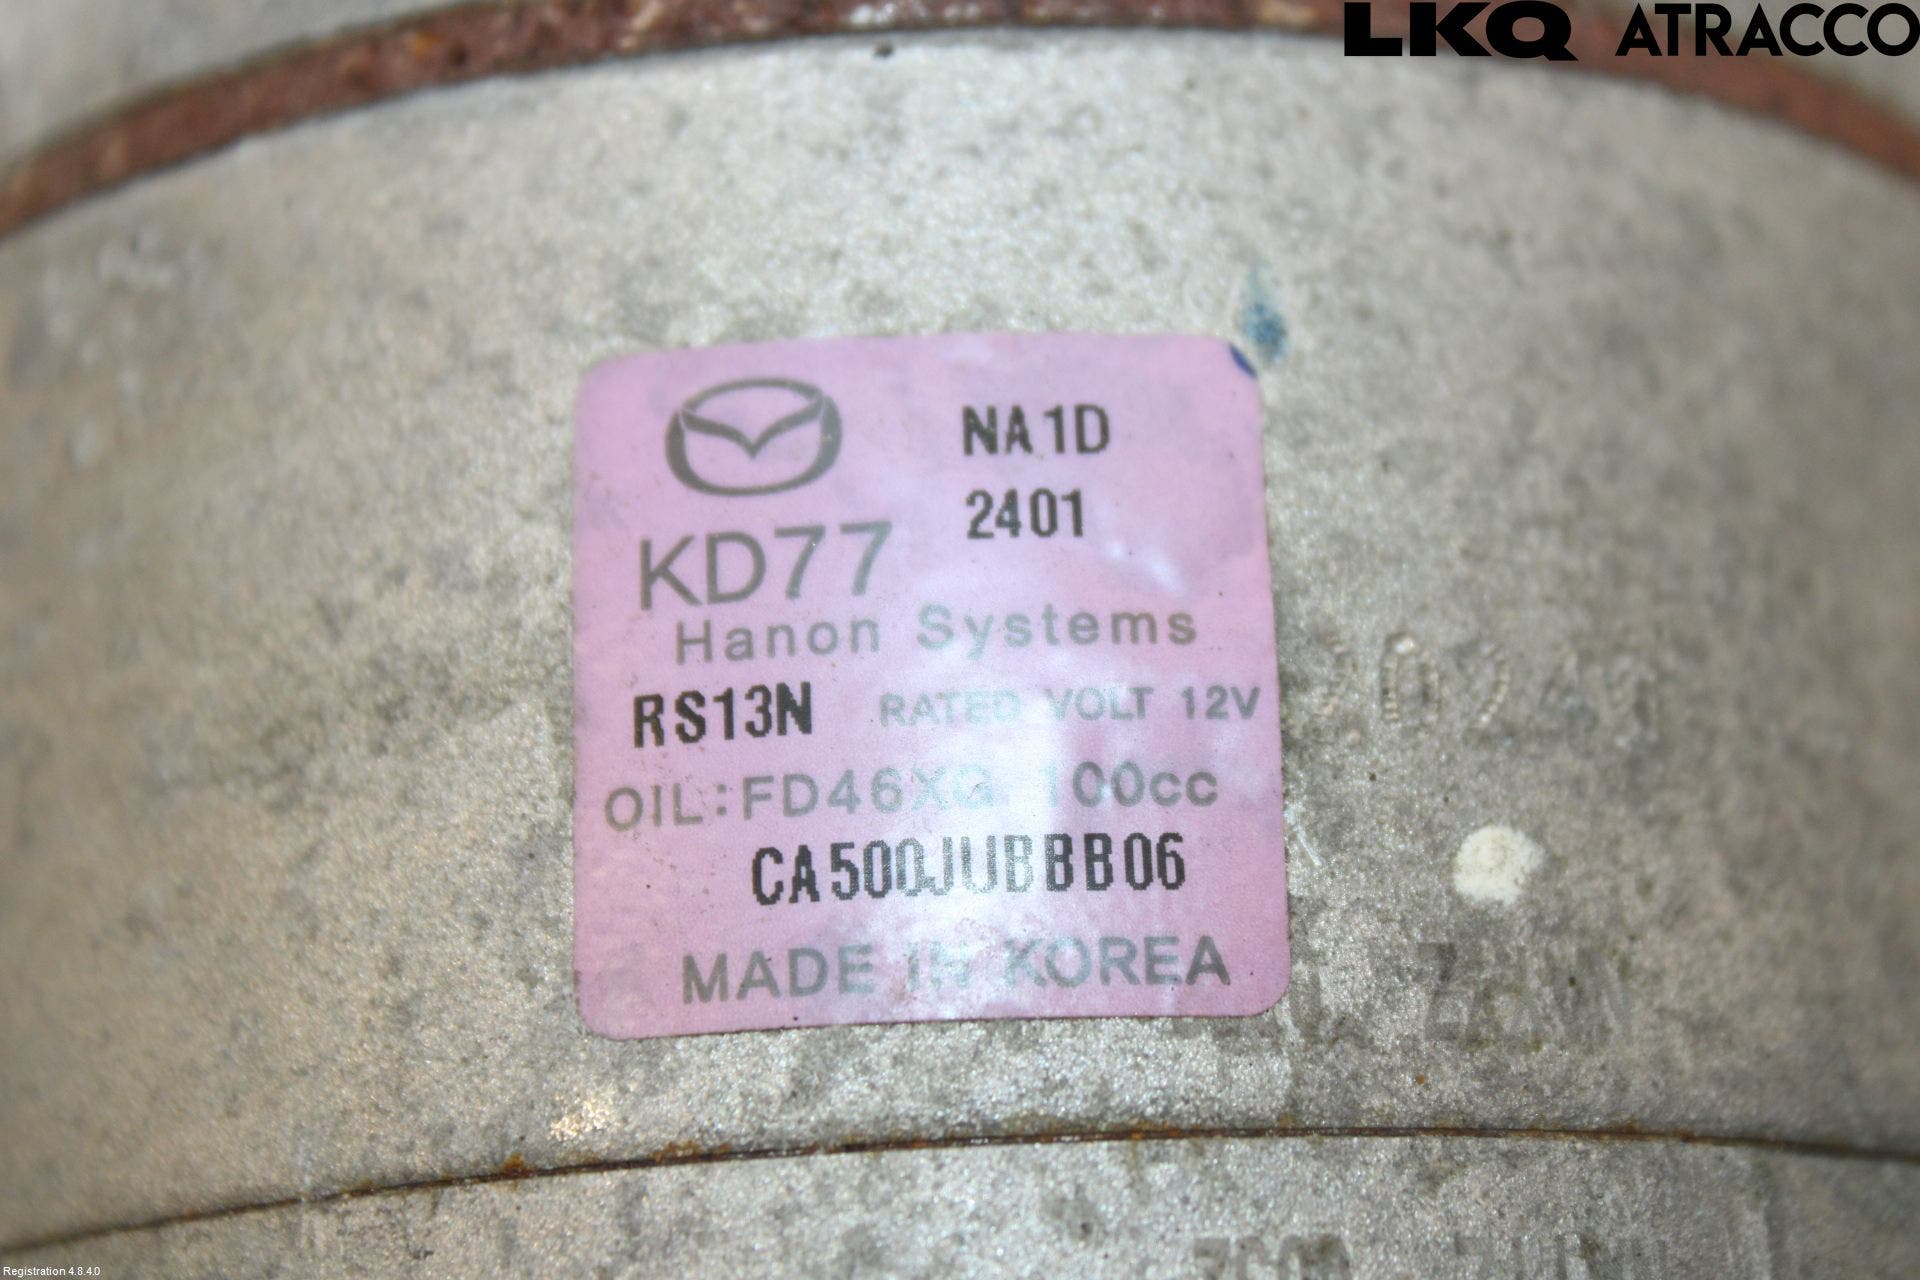 LKQ ATRACCO
NA1D
2401
KD77
Hanon Systems
RS13N RATED VOLT 12V
OIL:FD46XG 100cc
CA500JUBBB06
MADE IN KOREA
Registration 4.8.4.0